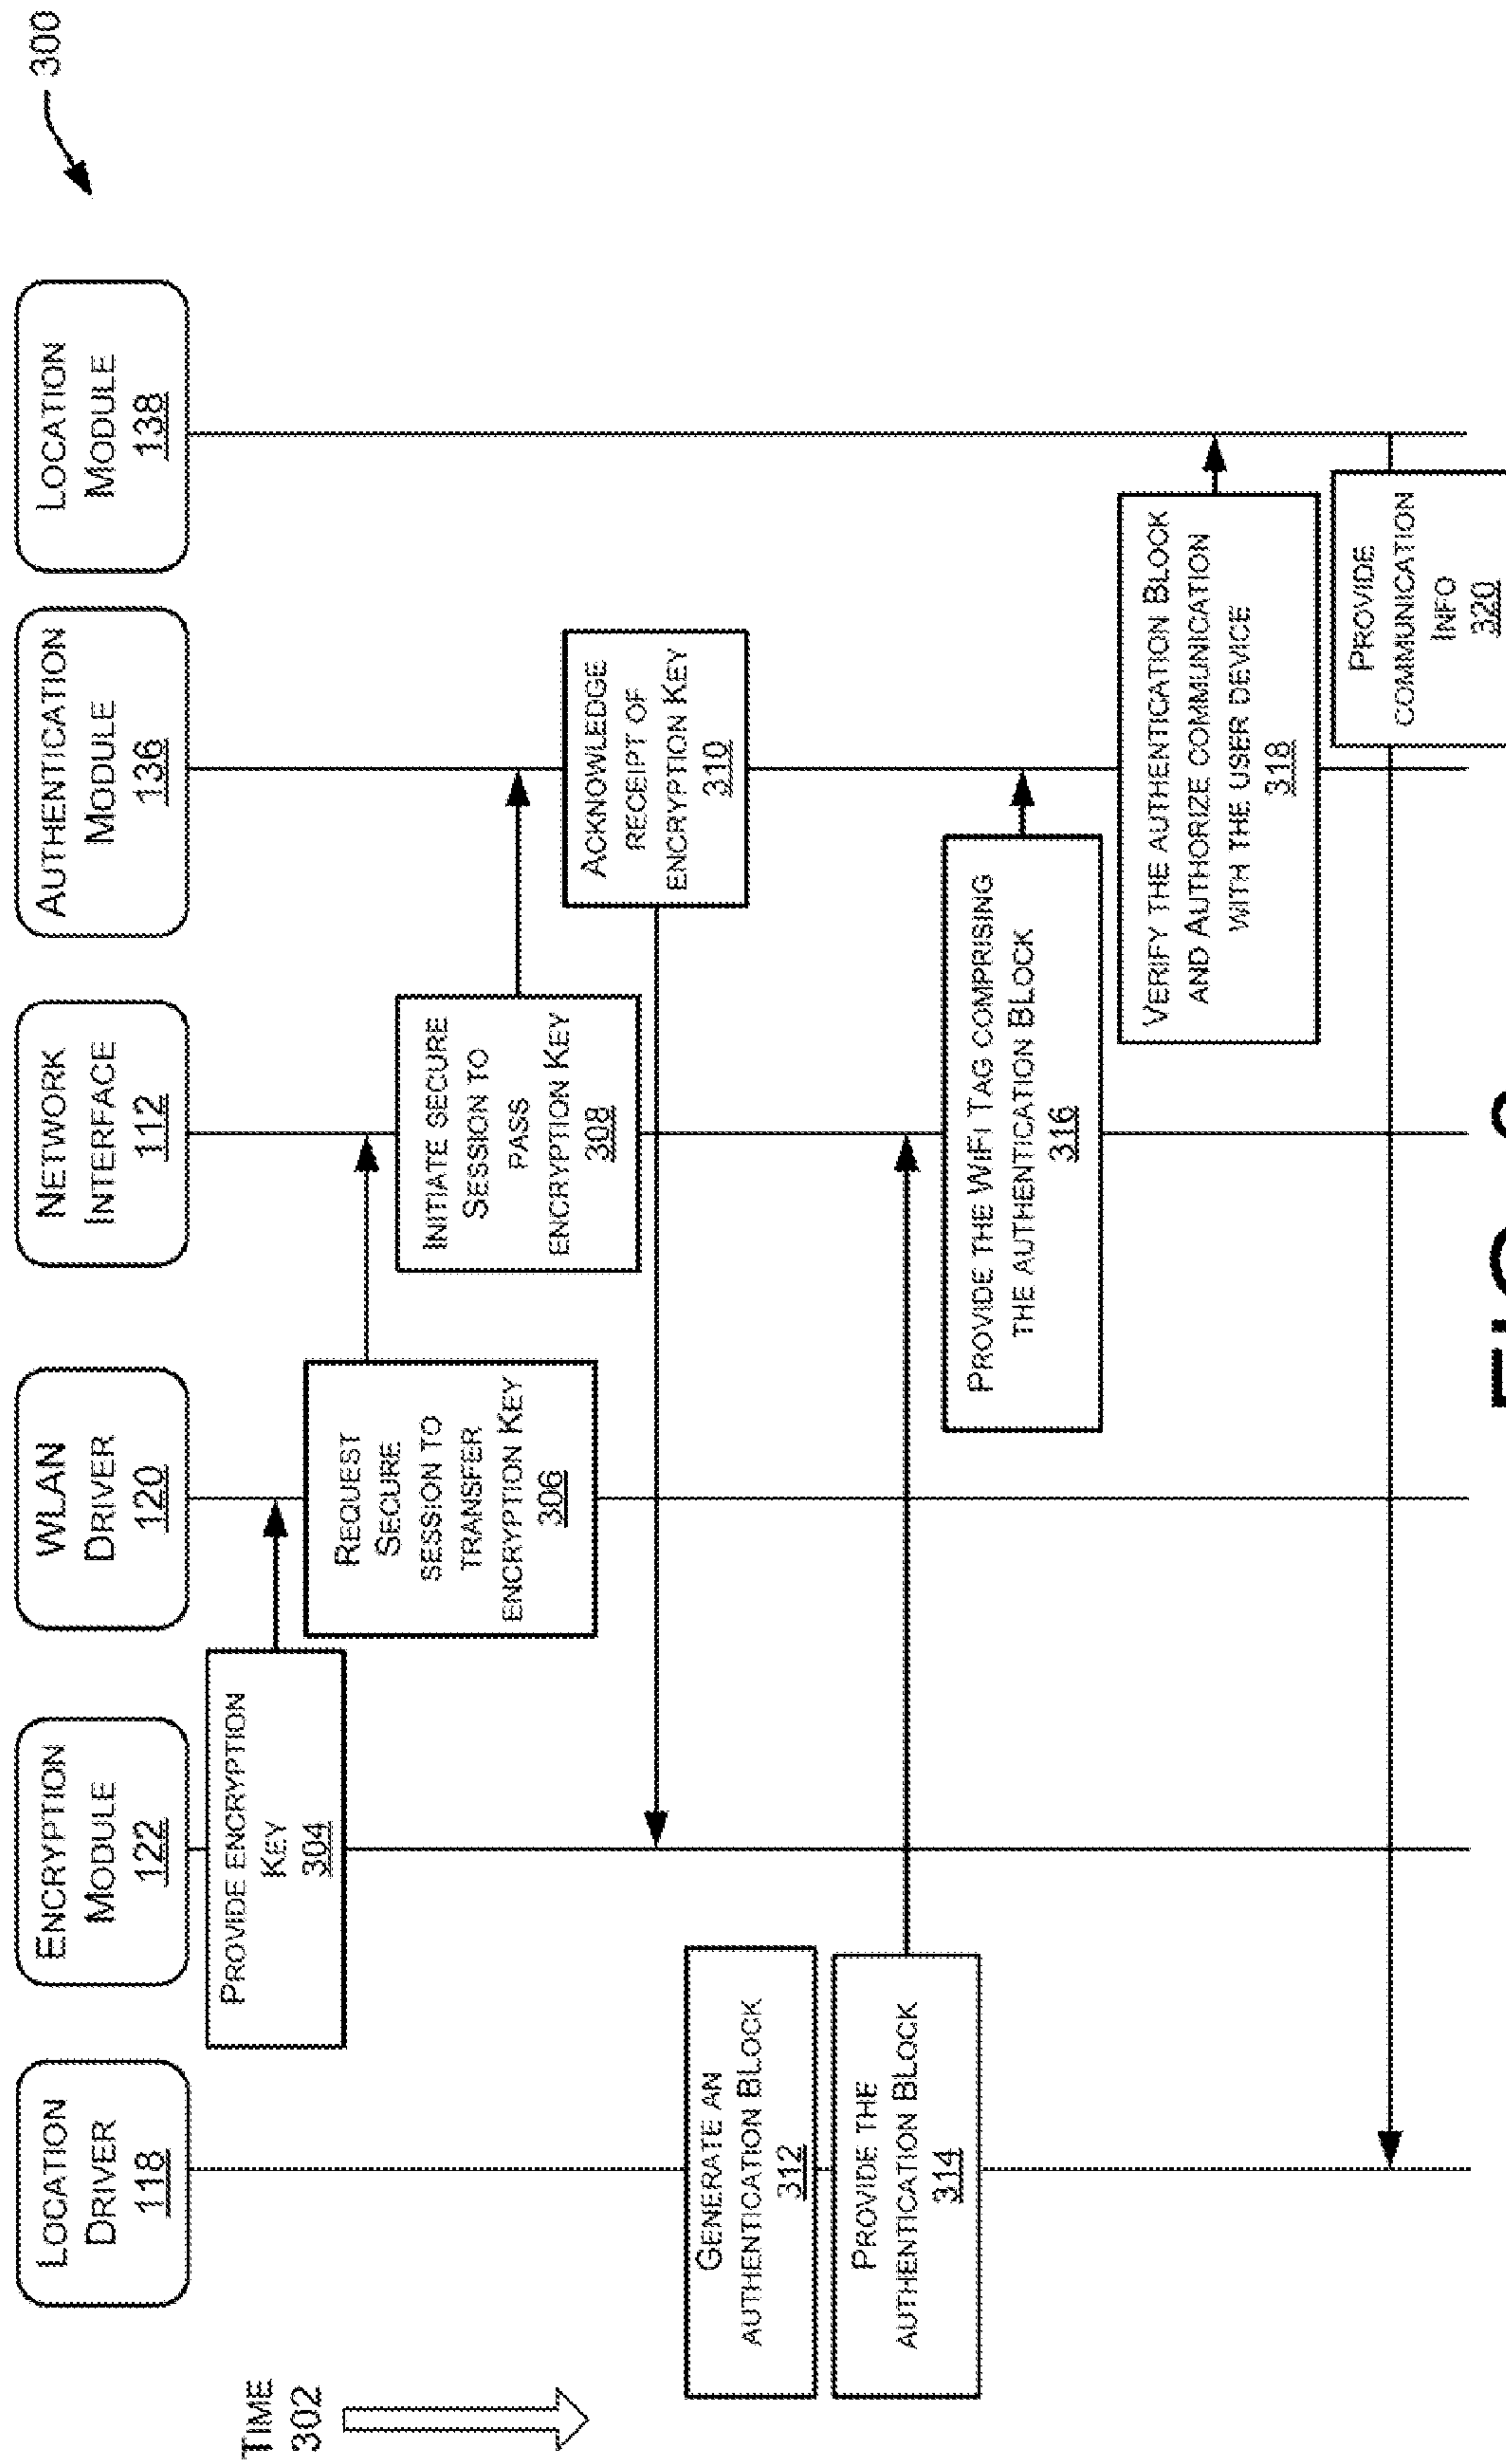 300
LOCATION
DRIVER
118
ENCRYPTION
MODULE
122
WLAN
DRIVER
120
NETWORK
INTERFACE
112
AUTHENTICATION
MODULE
136
LOCATION
MODULE
138
TIME
302
PROVIDE ENCRYPTION
KEY
304
REQUEST
SECURE
SESSION TO
TRANSFER
ENCRYPTION KEY
306
INITIATE SECURE
SESSION TO
PASS
ENCRYPTION KEY
308
ACKNOWLEDGE
RECEIPT OF
ENCRYPTION KEY
310
GENERATE AN
AUTHENTICATION BLOCK
312
PROVIDE THE
AUTHENTICATION BLOCK
314
PROVIDE THE WIFI TAG COMPRISING
THE AUTHENTICATION BLOCK
316
VERIFY THE AUTHENTICATION BLOCK
AND AUTHORIZE COMMUNICATION
WITH THE USER DEVICE
318
PROVIDE
COMMUNICATION
INFO
320